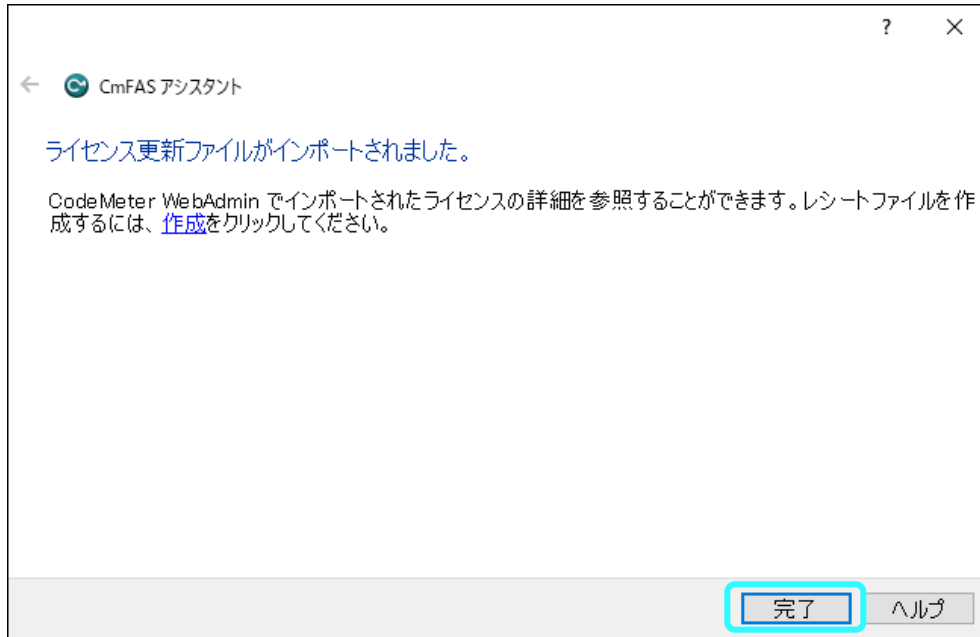 ?
CmFAS アシスタント
ライセンス更新ファイルがインポートされました。
CodeMeter WebAdmin でインポートされたライセンスの詳細を参照することができます。レシートファイルを作
成するには、作成をクリックしてください。
完了 ヘルプ